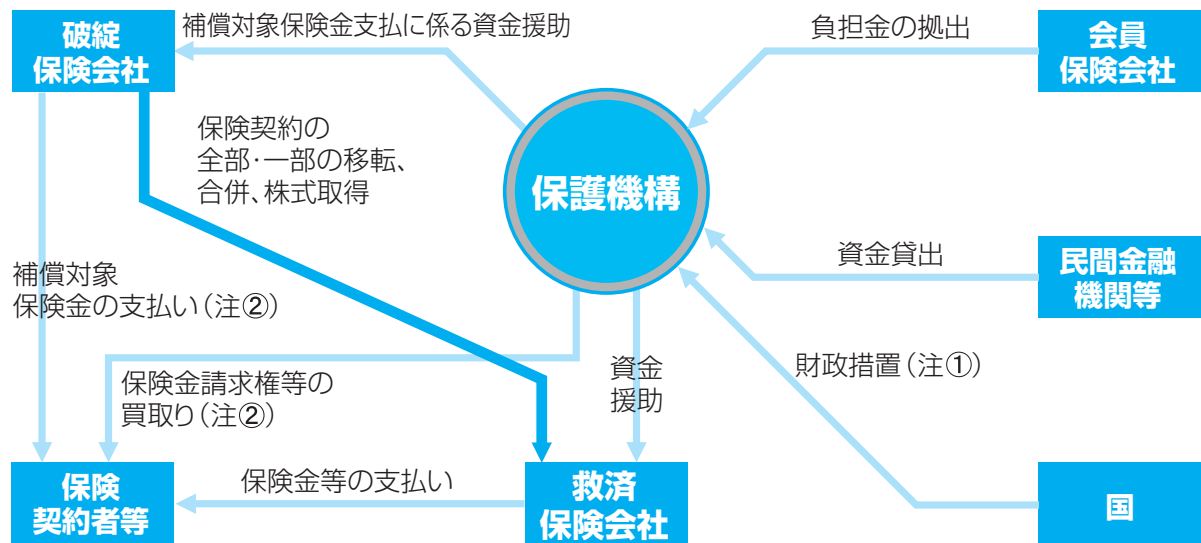 破綻
保険会社
補償対象保険金支払に係る資金援助
負担金の拠出
会員
保険会社
保険契約の
全部・一部の移転、
合併、株式取得
保護機構
補償対象
保険金の支払い（注②）
資金貸出
民間金融
機関等
保険金請求権等の
買取り（注②）
資金
援助
財政措置（注①）
保険
契約者等
保険金等の支払い
救済
保険会社
国